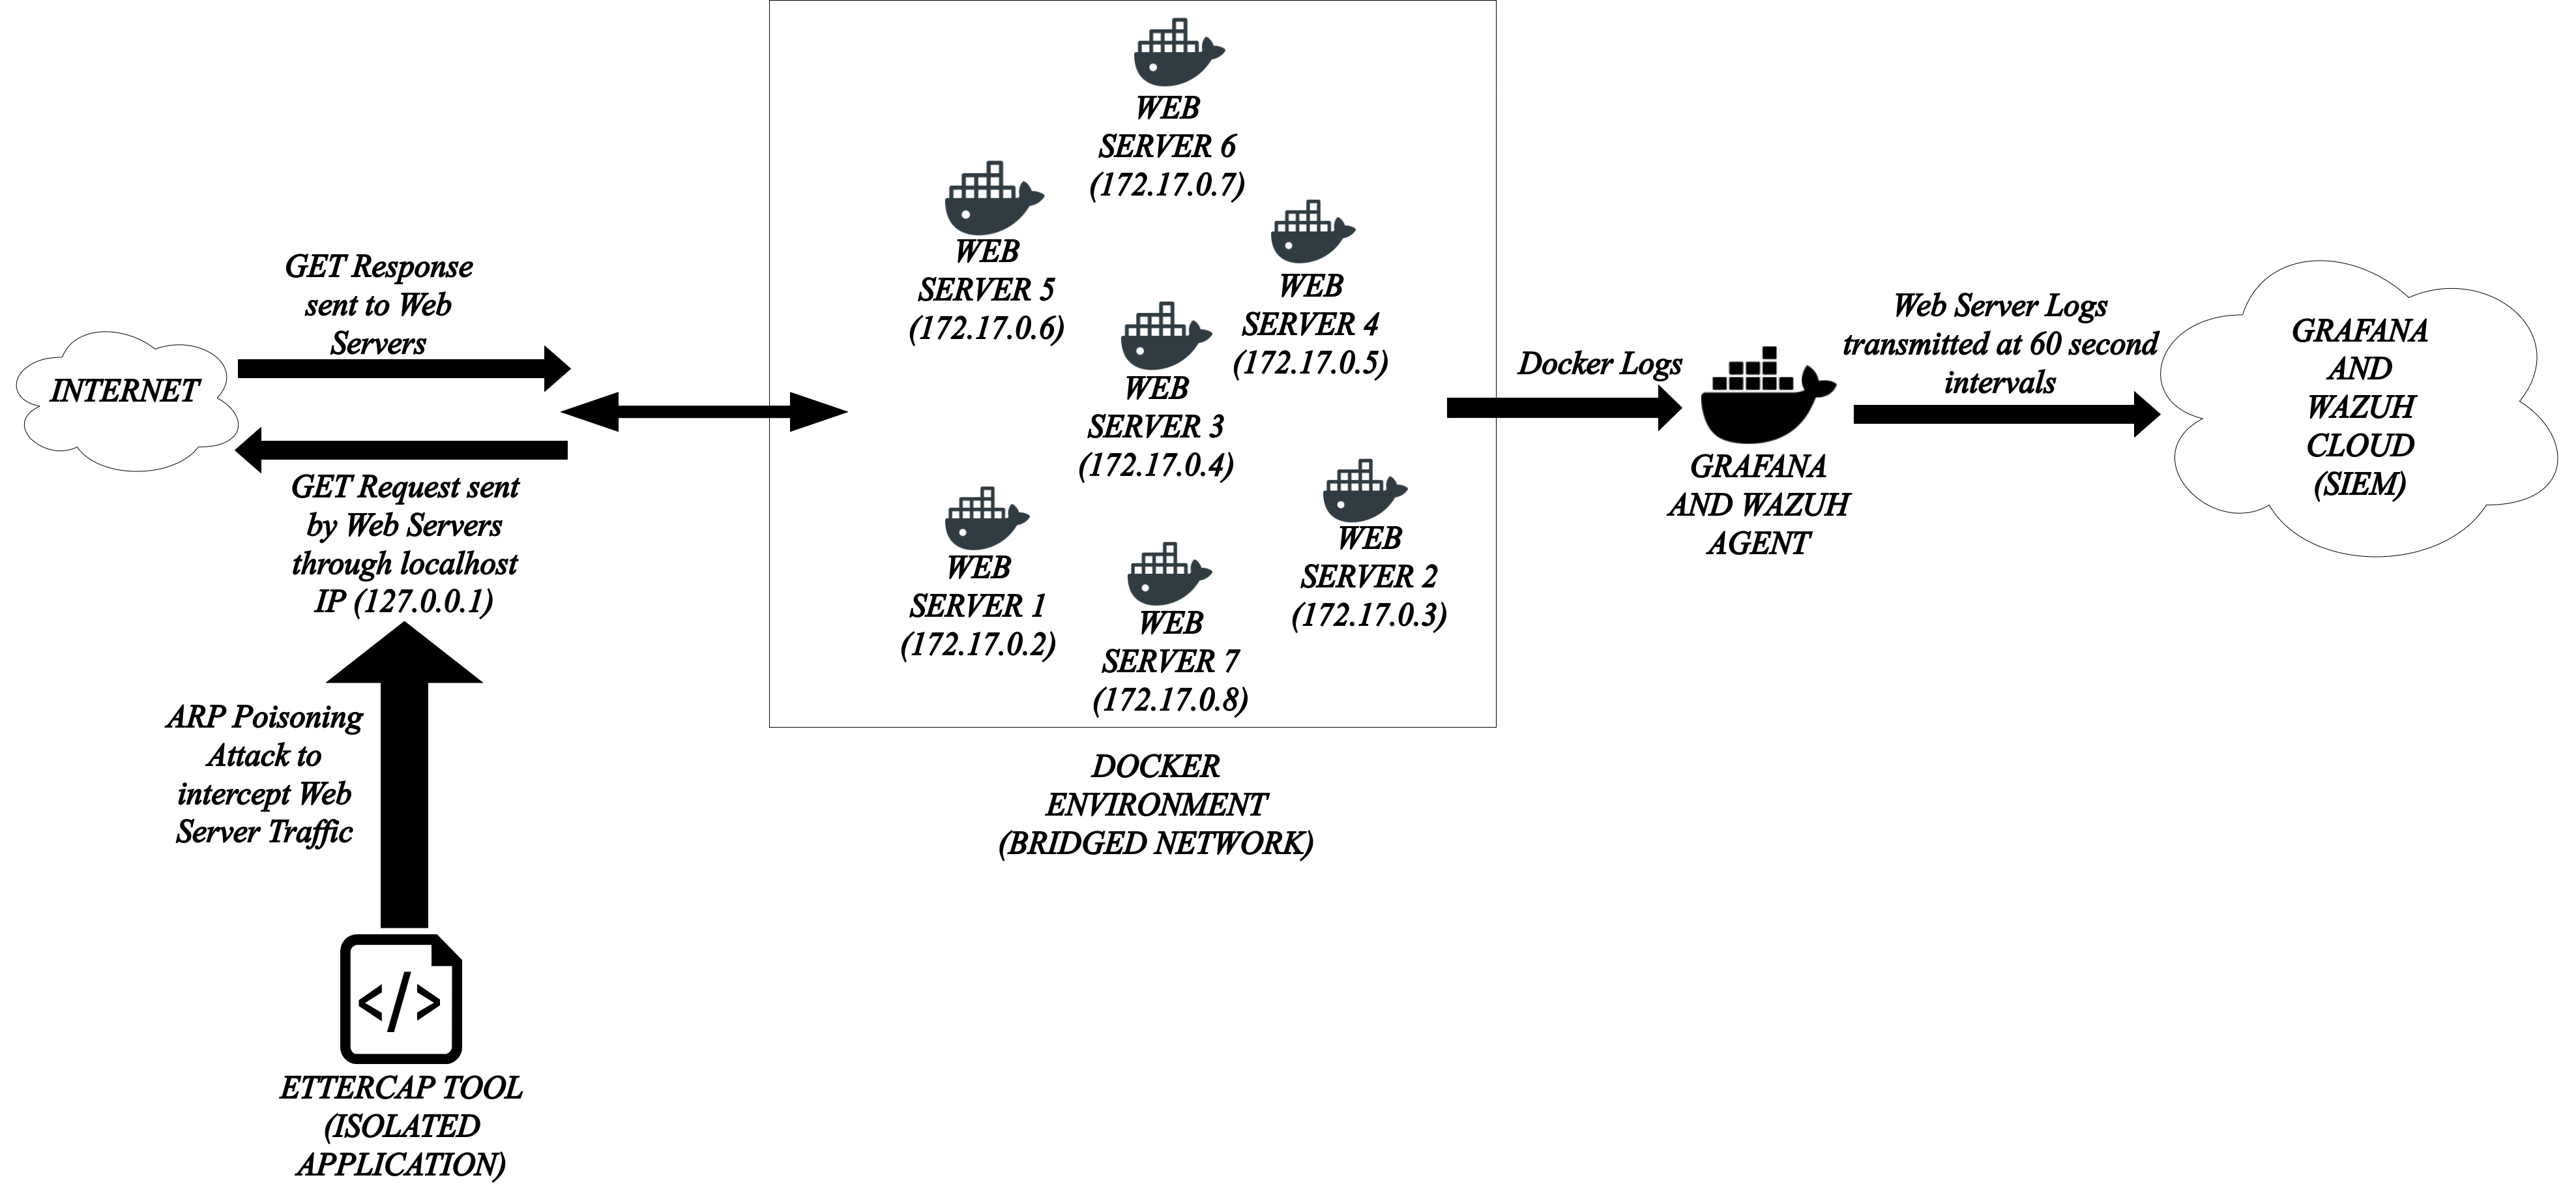 INTERNET
GET Response
sent to Web
Servers
GET Request sent
by Web Servers
through localhost
IP (127.0.0.1)
ARP Poisoning
Attack to
intercept Web
Server Traffic
</>
ETTERCAP TOOL
(ISOLATED
APPLICATION)
WEB
SERVER 6
(172.17.0.7)
WEB
SERVER 5
(172.17.0.6)
WEB
SERVER 4
(172.17.0.5)
WEB
SERVER 3
(172.17.0.4)
WEB
SERVER 1
(172.17.0.2)
WEB
SERVER 2
(172.17.0.3)
WEB
SERVER 7
(172.17.0.8)
DOCKER
ENVIRONMENT
(BRIDGED NETWORK)
Docker Logs
GRAFANA
AND WAZUH
AGENT
Web Server Logs
transmitted at 60 second
intervals
GRAFANA
AND
WAZUH
CLOUD
(SIEM)